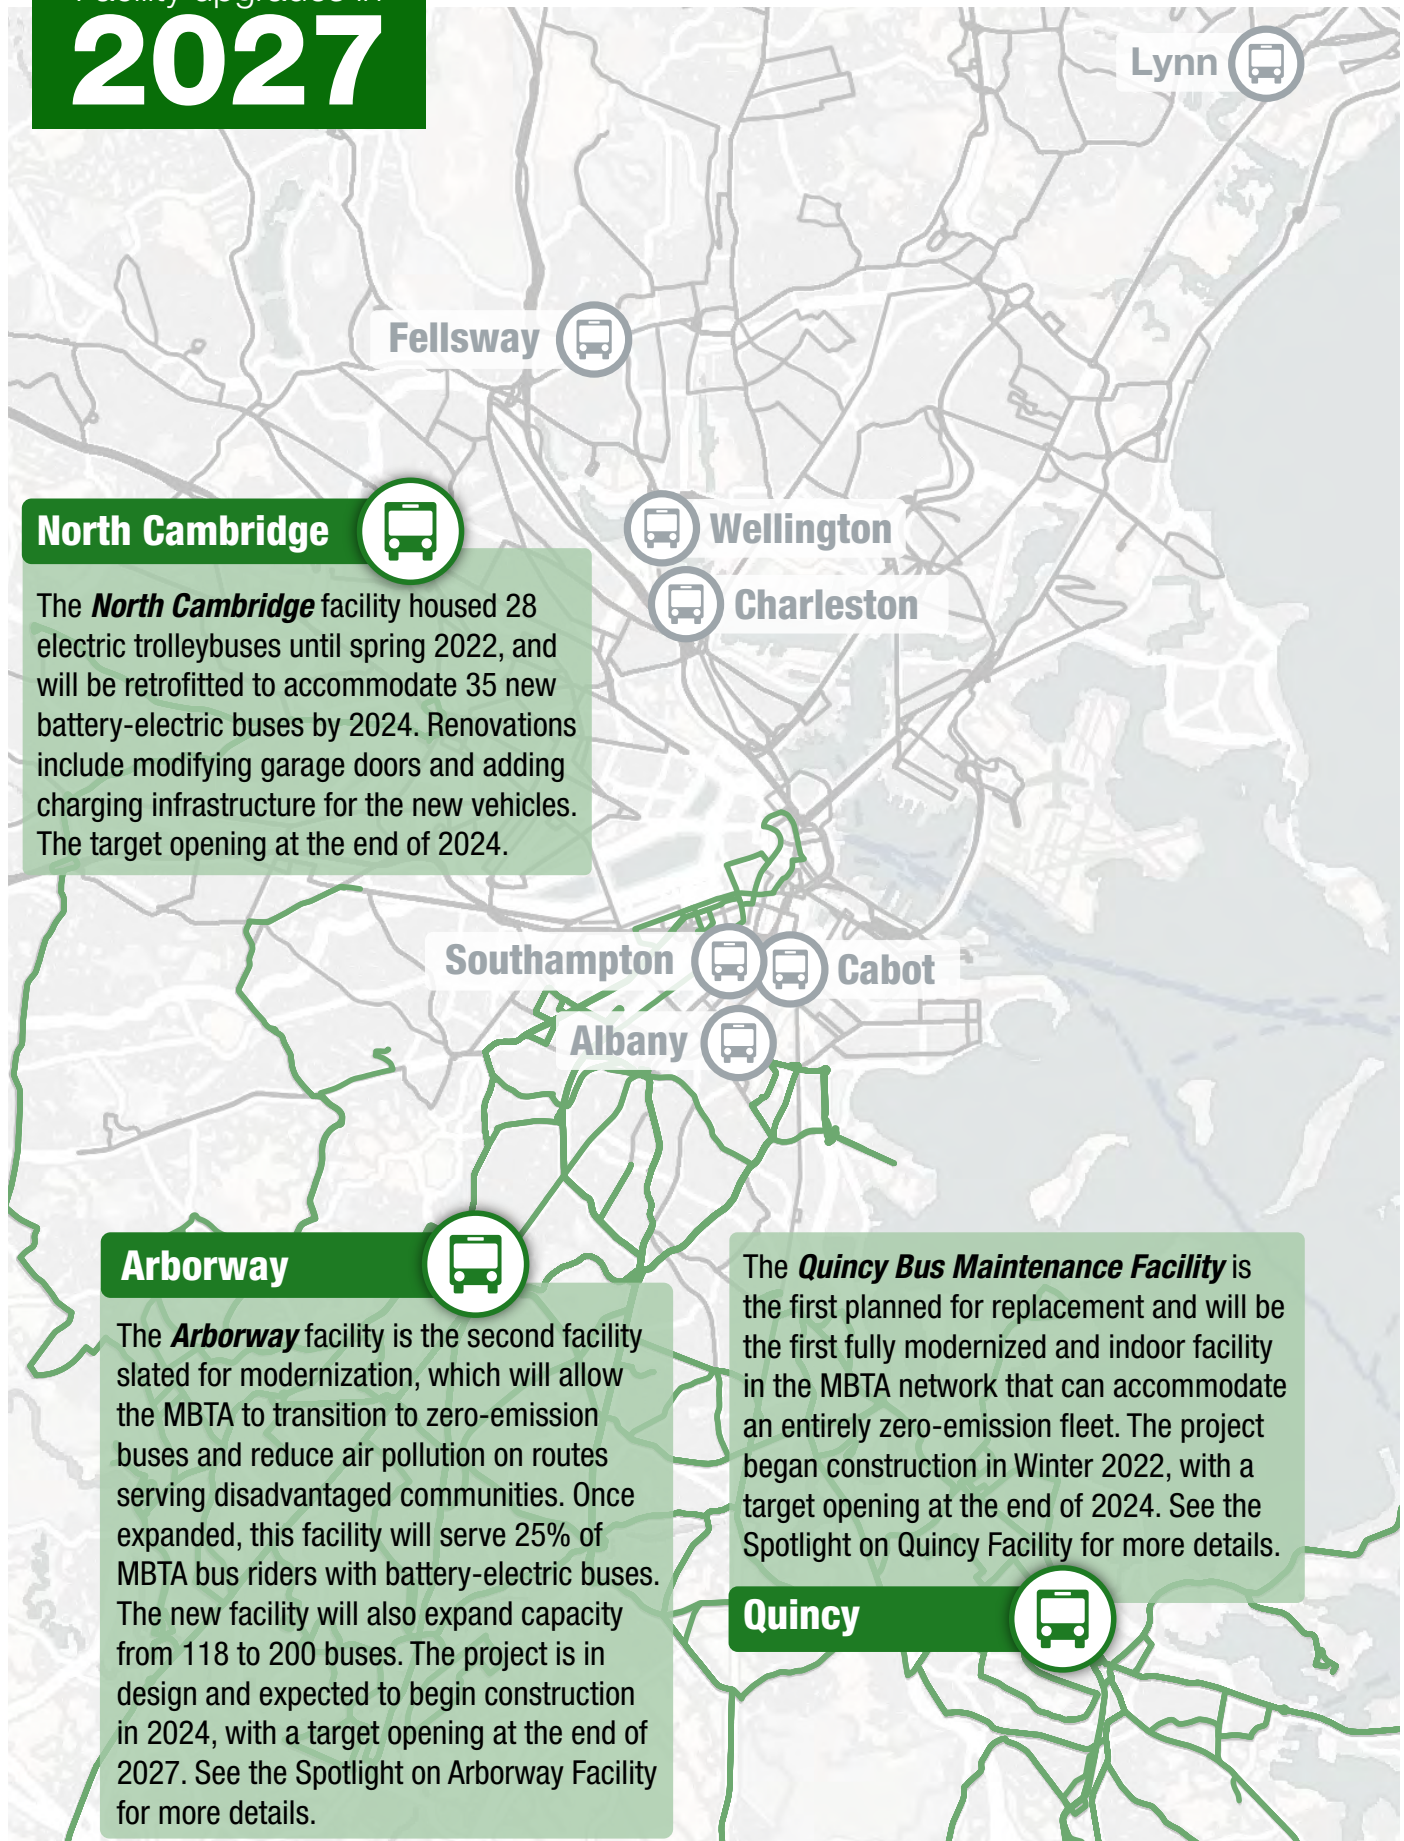 Facility upgrades in
2027
Lynn
Fellsway
North Cambridge
Wellington
Charleston
The North Cambridge facility housed 28
electric trolleybuses until spring 2022, and
will be retrofitted to accommodate 35 new
battery-electric buses by 2024. Renovations
include modifying garage doors and adding
charging infrastructure for the new vehicles.
The target opening at the end of 2024.
Southampton
Cabot
Albany
Arborway
The Arborway facility is the second facility
slated for modernization, which will allow
the MBTA to transition to zero-emission
buses and reduce air pollution on routes
serving disadvantaged communities. Once
expanded, this facility will serve 25% of
MBTA bus riders with battery-electric buses.
The new facility will also expand capacity
from 118 to 200 buses. The project is in
design and expected to begin construction
in 2024, with a target opening at the end of
2027. See the Spotlight on Arborway Facility
for more details.
The Quincy Bus Maintenance Facility is
the first planned for replacement and will be
the first fully modernized and indoor facility
in the MBTA network that can accommodate
an entirely zero-emission fleet. The project
began construction in Winter 2022, with a
target opening at the end of 2024. See the
Spotlight on Quincy Facility for more details.
Quincy